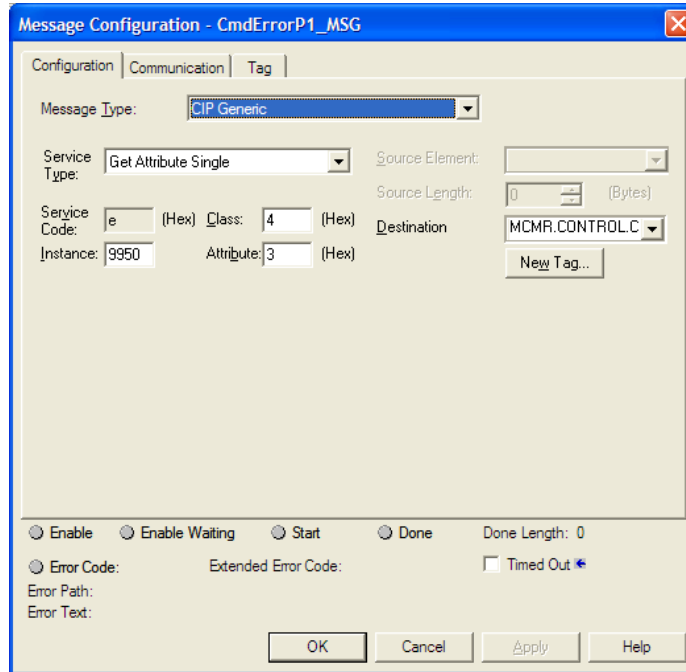 Message Configuration - CmdErrorP1_MSG
Configuration Communication Tag
Message Type: CIP Generic
Service Type: Get Attribute Single
Source Element:
Source Length: 0 (Bytes)
Service Code: e (Hex) Class: 4 (Hex)
Destination MCMR.CONTROL.C
Instance: 9950 Attribute: 3 (Hex)
New Tag...
Enable Enable Waiting Start Done Done Length: 0
Error Code: Extended Error Code: Timed Out
Error Path:
Error Text:
OK Cancel Apply Help